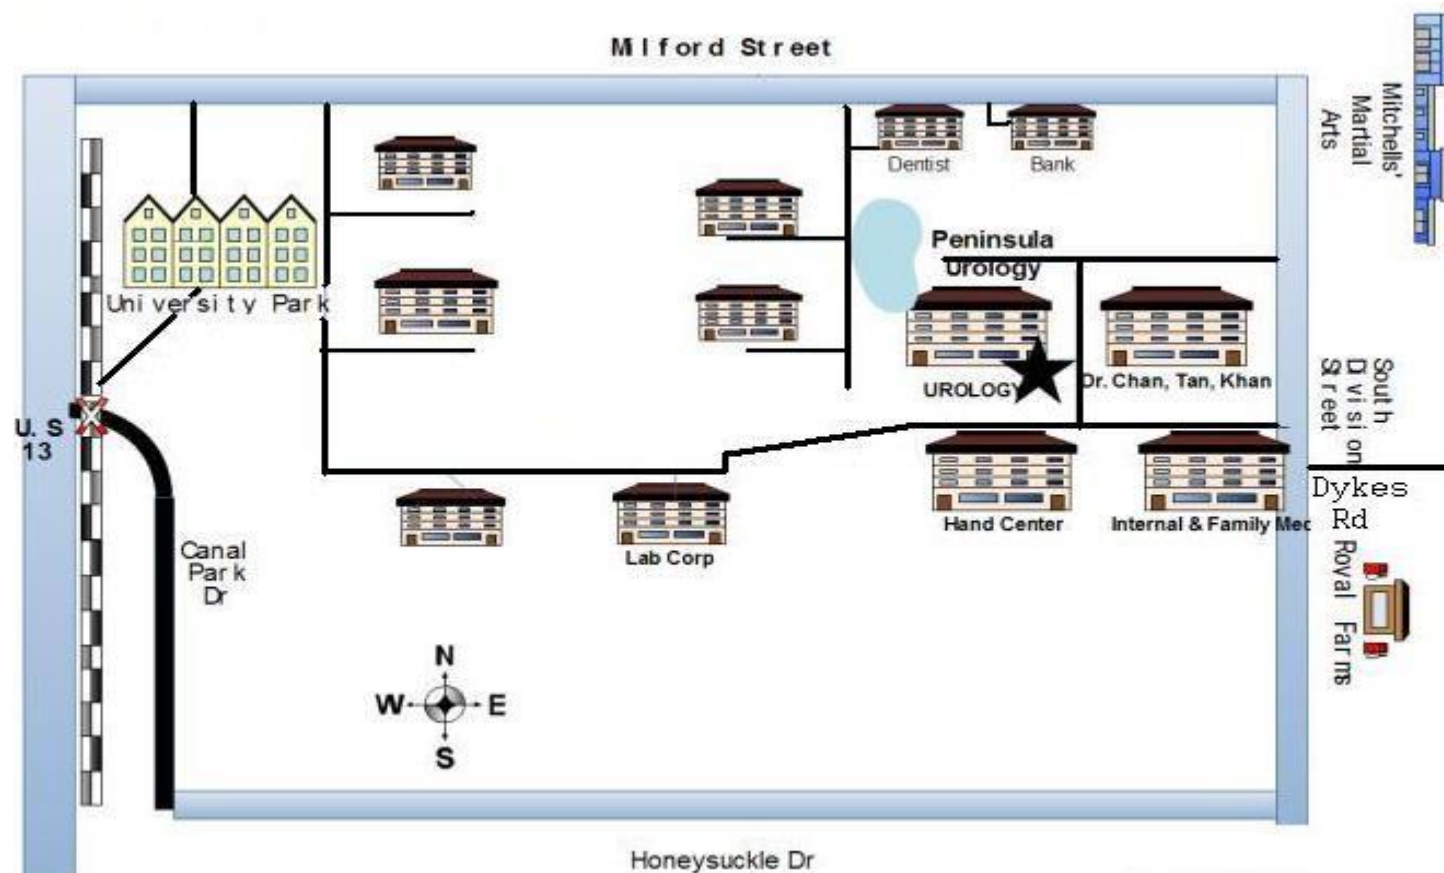 Milford Street
Mitchells'
Martial
Arts
Dentist
Bank
Peninsula
Urology
University Park
UROLOGY
Dr. Chan, Tan, Khan
South
Division
Street
U.S
13
Dykes
Rd
Hand Center
Internal & Family Med
Lab Corp
Canal
Park
Dr
Royal Farms
N
W
E
S
Honeysuckle Dr